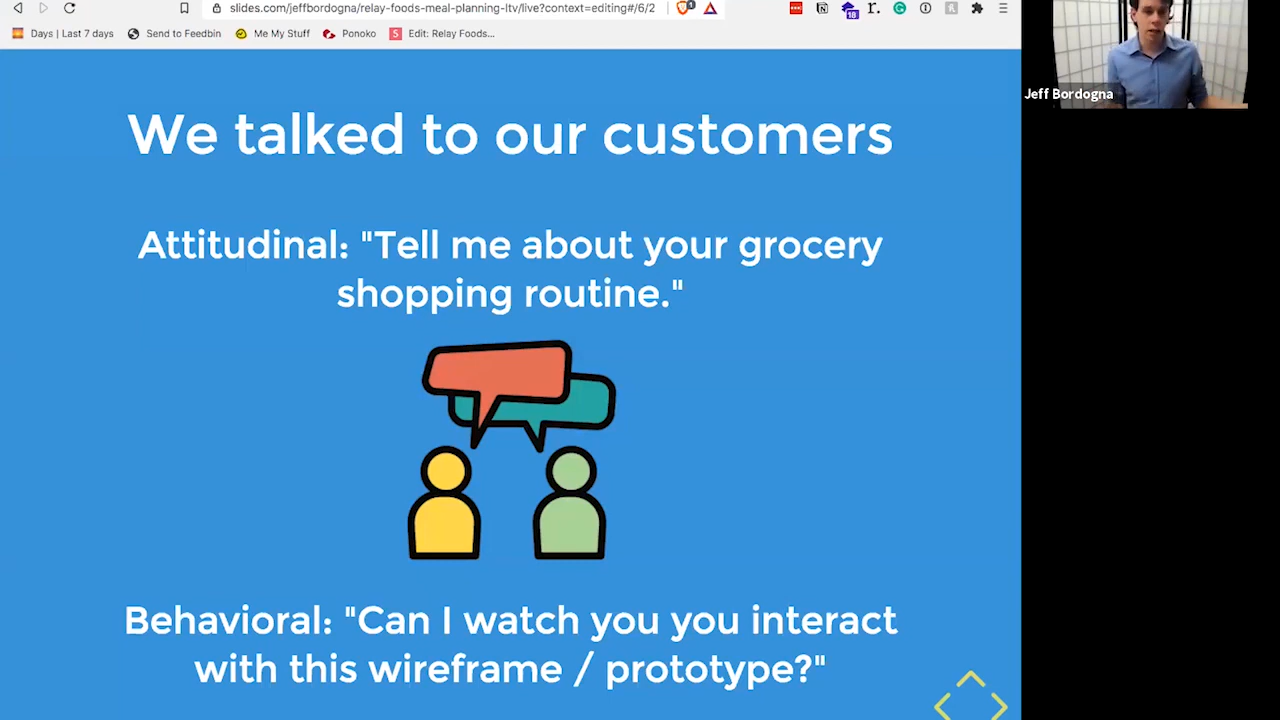 slides.com/jeffbordogna/relay-foods-meal-planning-ltv/live?context=editing#/6/2
1
18
r.
Days | Last 7 days
Send to Feedbin
Me My Stuff
Ponoko
S
Edit: Relay Foods...
Jeff Bordogna
We talked to our customers
Attitudinal: "Tell me about your grocery
shopping routine."
Behavioral: "Can I watch you you interact
with this wireframe / prototype?"